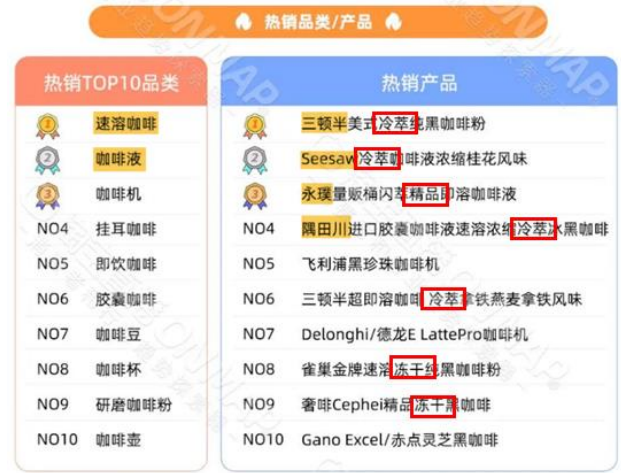 热销品类/产品
热销TOP10品类
速溶咖啡
咖啡液
咖啡机
NO4 挂耳咖啡
NO5 即饮咖啡
NO6 胶囊咖啡
NO7 咖啡豆
NO8 咖啡杯
NO9 研磨咖啡粉
NO10 咖啡壶
热销产品
三顿半美式冷萃纯黑咖啡粉
Seesaw冷萃咖啡液浓缩桂花风味
永璞量贩桶闪萃精品即溶咖啡液
NO4 隅田川进口胶囊咖啡液速溶浓缩冷萃冰黑咖啡
NO5 飞利浦黑珍珠咖啡机
NO6 三顿半超即溶咖啡 冷萃拿铁燕麦拿铁风味
NO7 Delonghi/德龙E LattePro咖啡机
NO8 雀巢金牌速溶冻干纯黑咖啡粉
NO9 奢啡Cephei精品冻干黑咖啡
NO10 Gano Excel/赤点灵芝黑咖啡